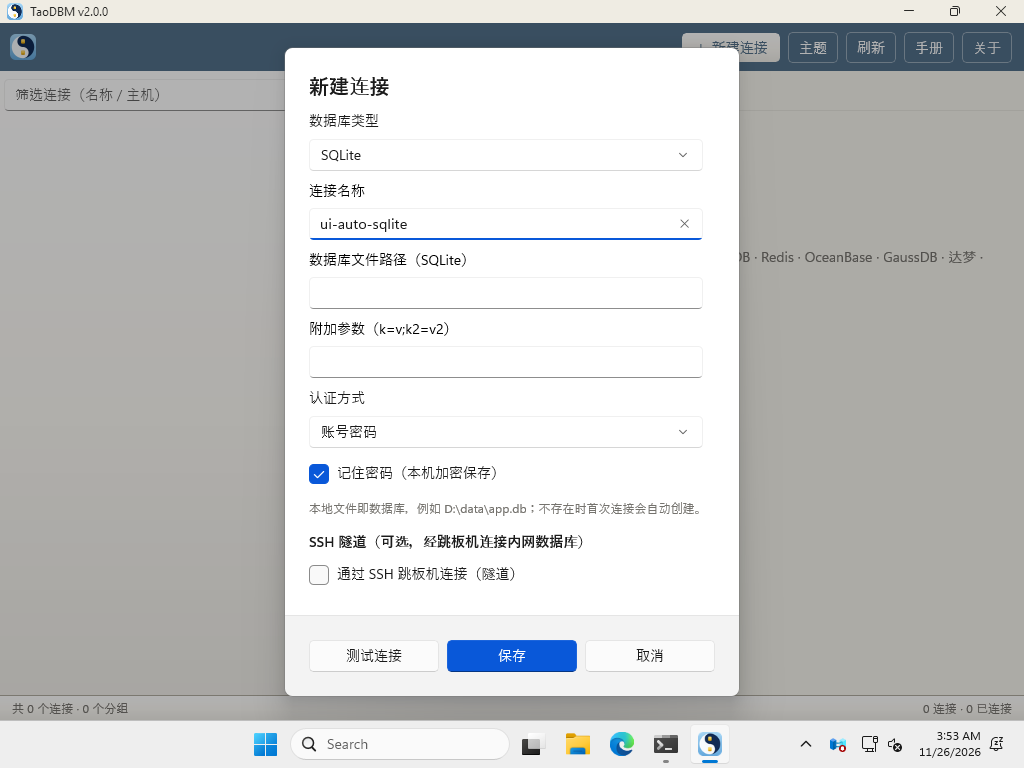 TaoDBM v2.0.0
新建连接
主题
刷新
手册
关于
筛选连接（名称 / 主机）
新建连接
数据库类型
SQLite
连接名称
ui-auto-sqlite
数据库文件路径（SQLite）
附加参数（k=v;k2=v2）
认证方式
账号密码
记住密码（本机加密保存）
本地文件即数据库，例如 D:\data\app.db；不存在时首次连接会自动创建。
SSH 隧道（可选，经跳板机连接内网数据库）
通过 SSH 跳板机连接（隧道）
测试连接
保存
取消
· Redis · OceanBase · GaussDB · 达梦 ·
共 0 个连接 · 0 个分组
0 连接 · 0 已连接
Search
3:53 AM
11/26/2026